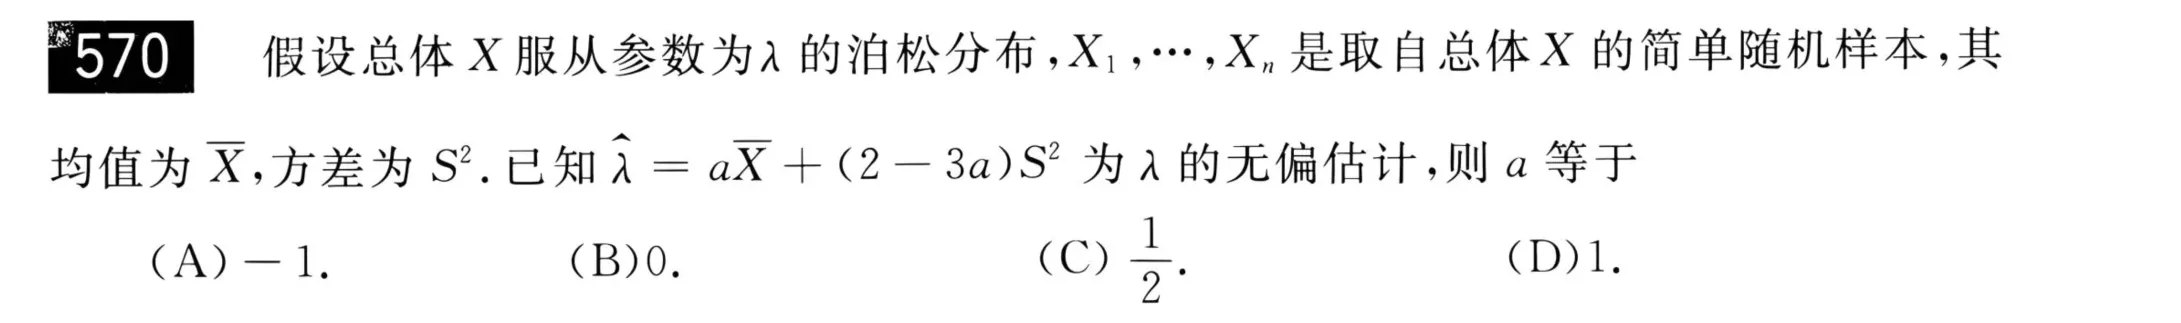 570 假设总体 X 服从参数为 λ 的泊松分布,X₁,⋯,Xₙ 是取自总体 X 的简单随机样本,其
均值为 X̄,方差为 S².已知 λ̂ = aX̄ + (2 − 3a)S² 为 λ 的无偏估计,则 a 等于
(A) − 1. (B)0. (C) 1/2. (D)1.